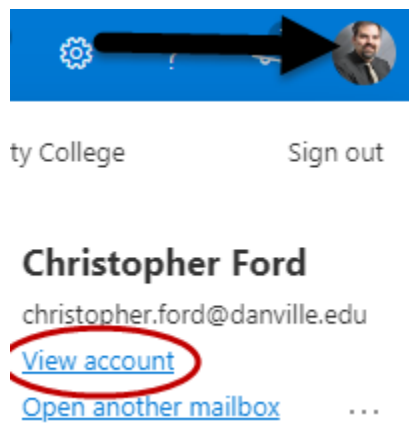 ty College Sign out
Christopher Ford
christopher.ford@danville.edu
View account
Open another mailbox ...